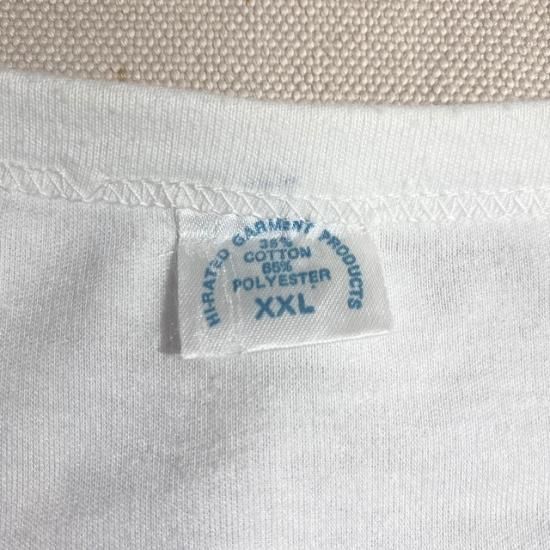 HI-RATED GARMENT PRODUCTS
35%
COTTON
65%
POLYESTER
XXL